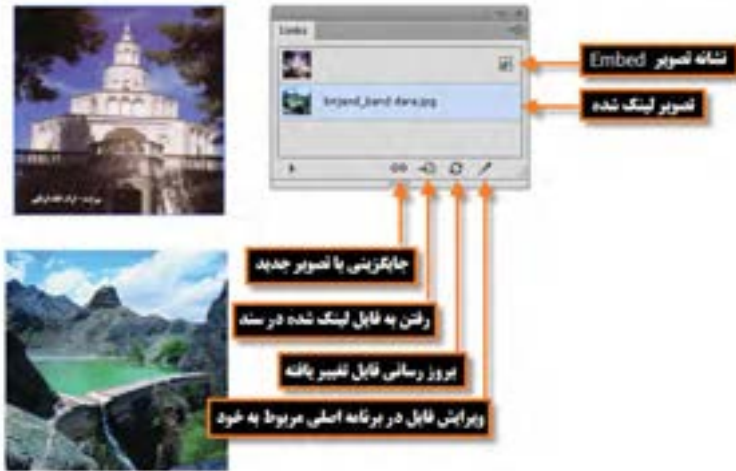 Links
نشانه تصویر Embed
birjand_band dara.jpg
تصویر لینک شده
جایگزینی با تصویر جدید
رفتن به فایل لینک شده در سند
بروز رسانی فایل تغییر یافته
ویرایش فایل در برنامه اصلی مربوط به خود